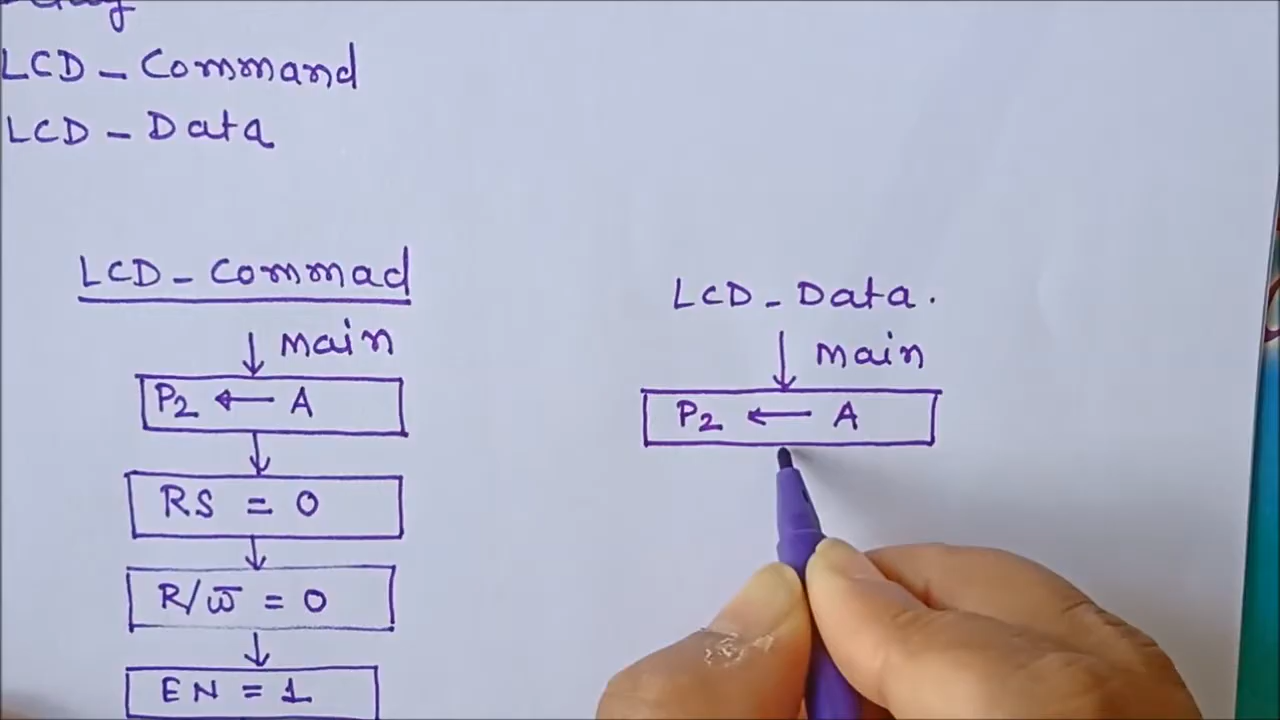 LCD - Command
LCD - Data
LCD - Commad
main
P2 ← A
RS = 0
R/w̅ = 0
EN = 1
LCD - Data.
main
P2 ← A